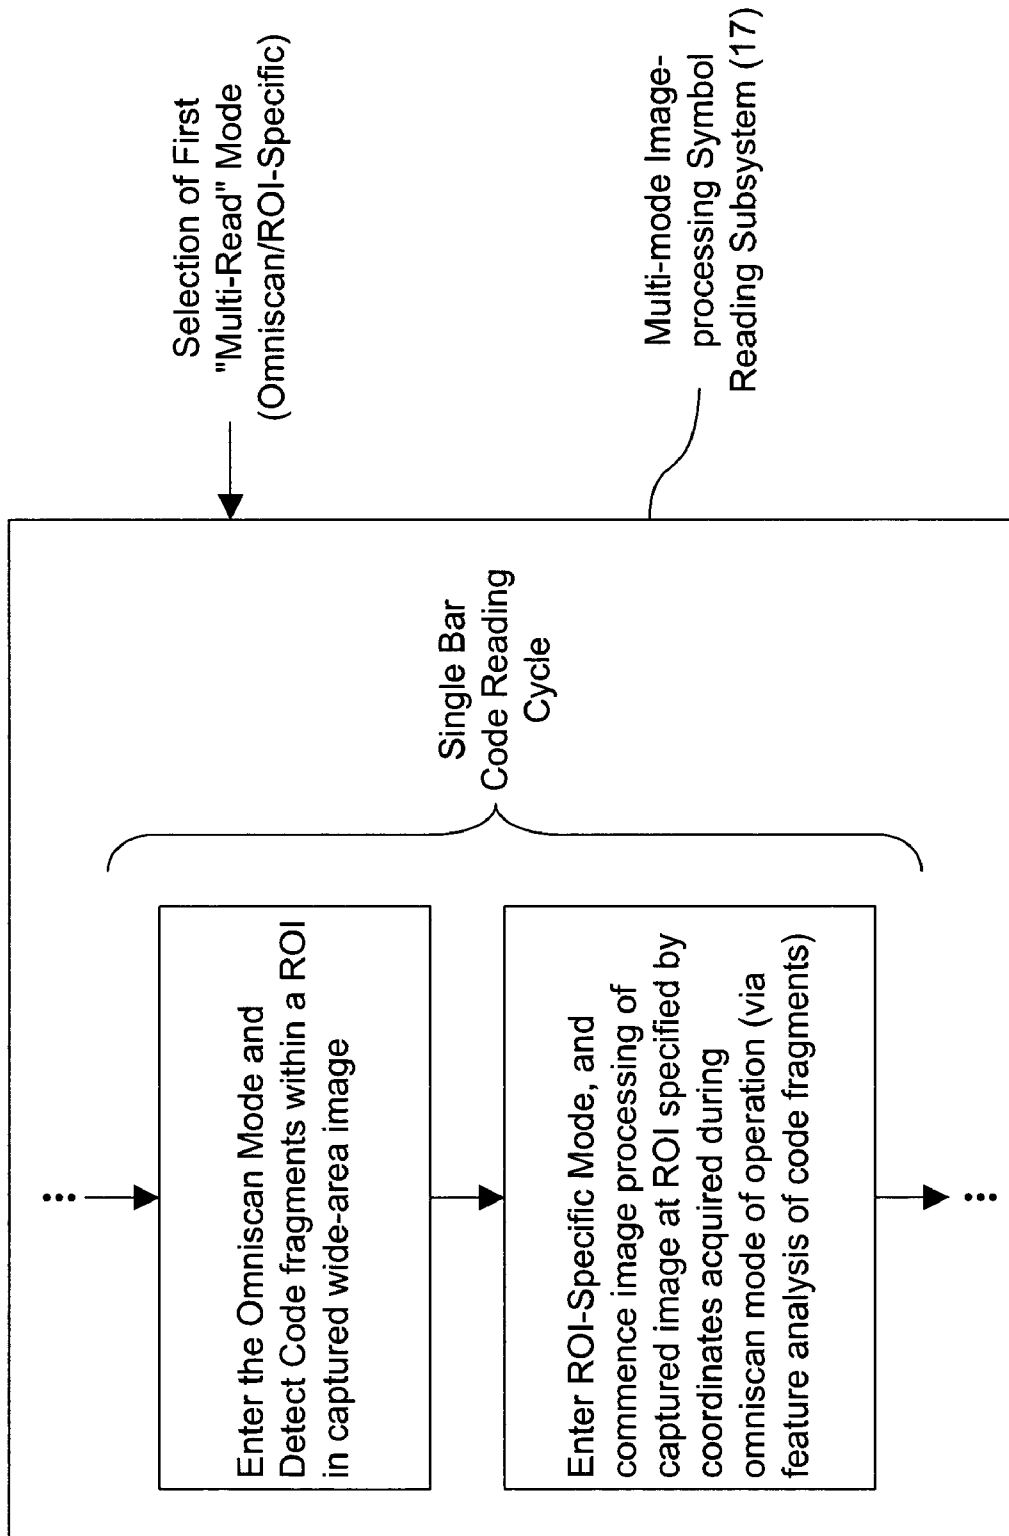 Selection of First
"Multi-Read" Mode
(Omniscan/ROI-Specific)
Multi-mode Image-
processing Symbol
Reading Subsystem (17)
Single Bar
Code Reading
Cycle
•••
Enter the Omniscan Mode and
Detect Code fragments within a ROI
in captured wide-area image
Enter ROI-Specific Mode, and
commence image processing of
captured image at ROI specified by
coordinates acquired during
omniscan mode of operation (via
feature analysis of code fragments)
•••